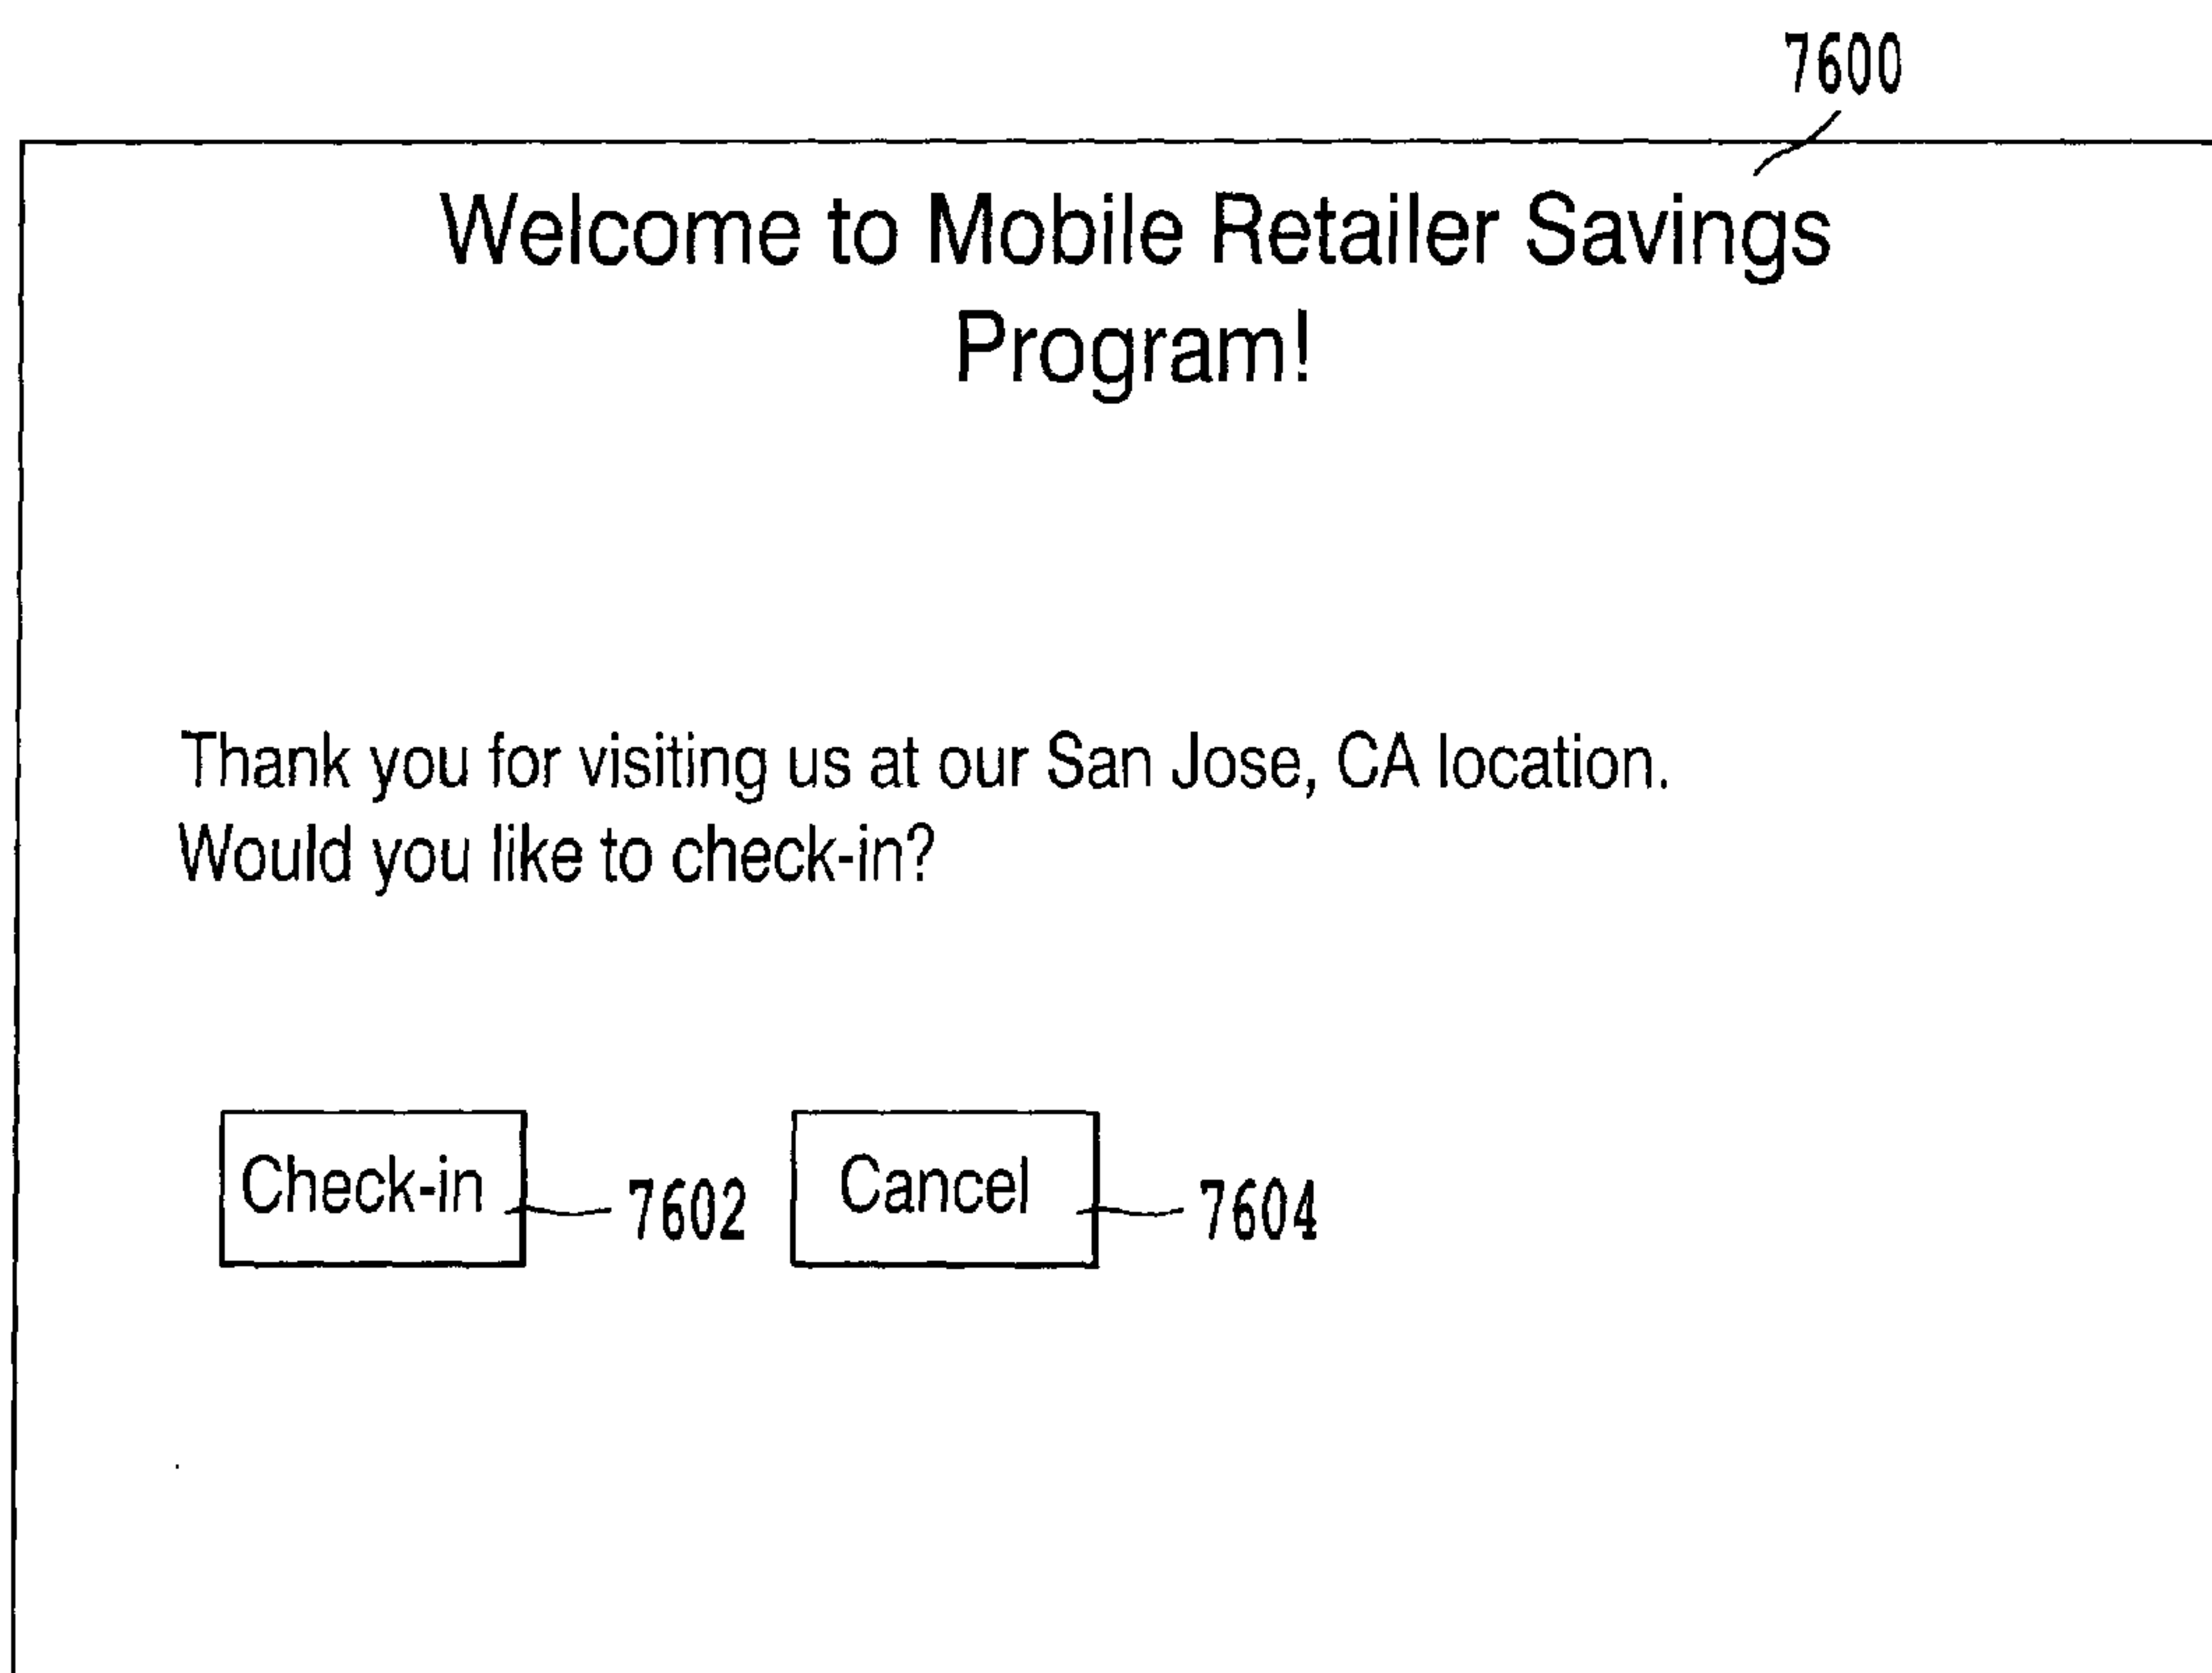 7600
Welcome to Mobile Retailer Savings
Program!
Thank you for visiting us at our San Jose, CA location.
Would you like to check-in?
Check-in 7602 Cancel 7604